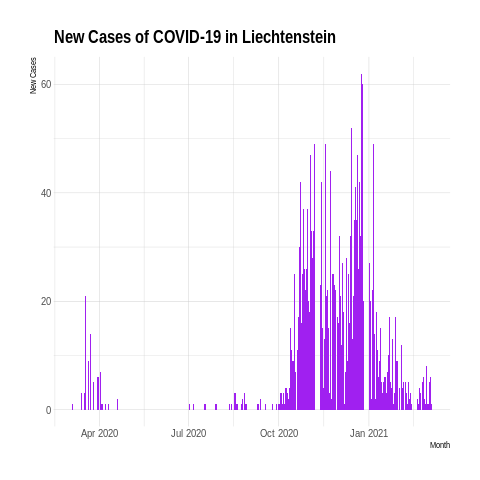 New Cases of COVID-19 in Liechtenstein
New Cases
60
40
20
0
Apr 2020 Jul 2020 Oct 2020 Jan 2021
Month